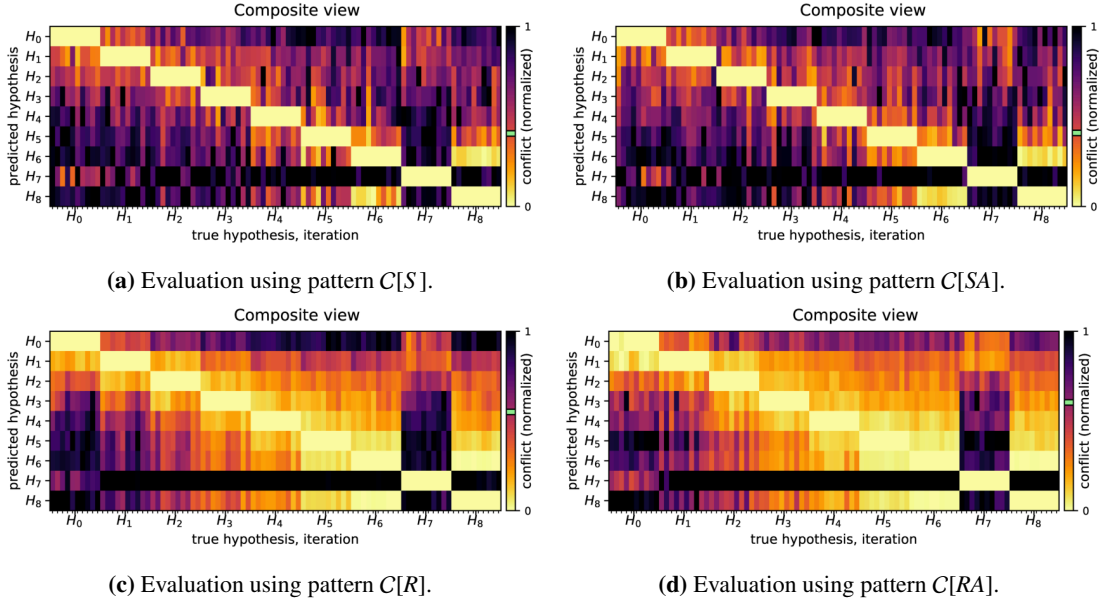 Composite view
predicted hypothesis
H0
H1
H2
H3
H4
H5
H6
H7
H8
H0 H1 H2 H3 H4 H5 H6 H7 H8
true hypothesis, iteration
1
0
conflict (normalized)
(a) Evaluation using pattern C[S].
Composite view
predicted hypothesis
H0
H1
H2
H3
H4
H5
H6
H7
H8
H0 H1 H2 H3 H4 H5 H6 H7 H8
true hypothesis, iteration
1
0
conflict (normalized)
(b) Evaluation using pattern C[SA].
Composite view
predicted hypothesis
H0
H1
H2
H3
H4
H5
H6
H7
H8
H0 H1 H2 H3 H4 H5 H6 H7 H8
true hypothesis, iteration
1
0
conflict (normalized)
(c) Evaluation using pattern C[R].
Composite view
predicted hypothesis
H0
H1
H2
H3
H4
H5
H6
H7
H8
H0 H1 H2 H3 H4 H5 H6 H7 H8
true hypothesis, iteration
1
0
conflict (normalized)
(d) Evaluation using pattern C[RA].